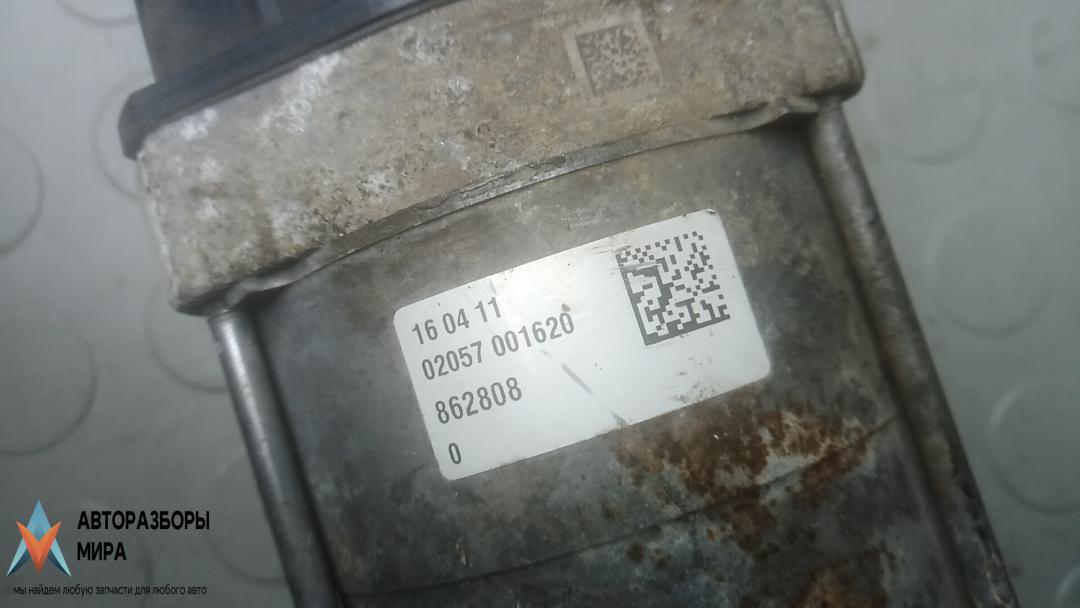 16 04 11
02057 001620
862808
0
АВТОРАЗБОРЫ
МИРА
мы найдем любую запчасти для любого авто